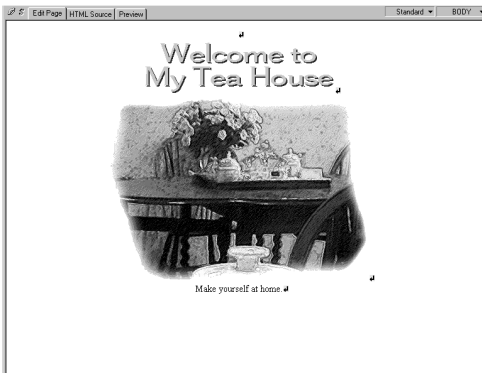 Edit Page HTML Source Preview Standard BODY
Welcome to
My Tea House
Make yourself at home.